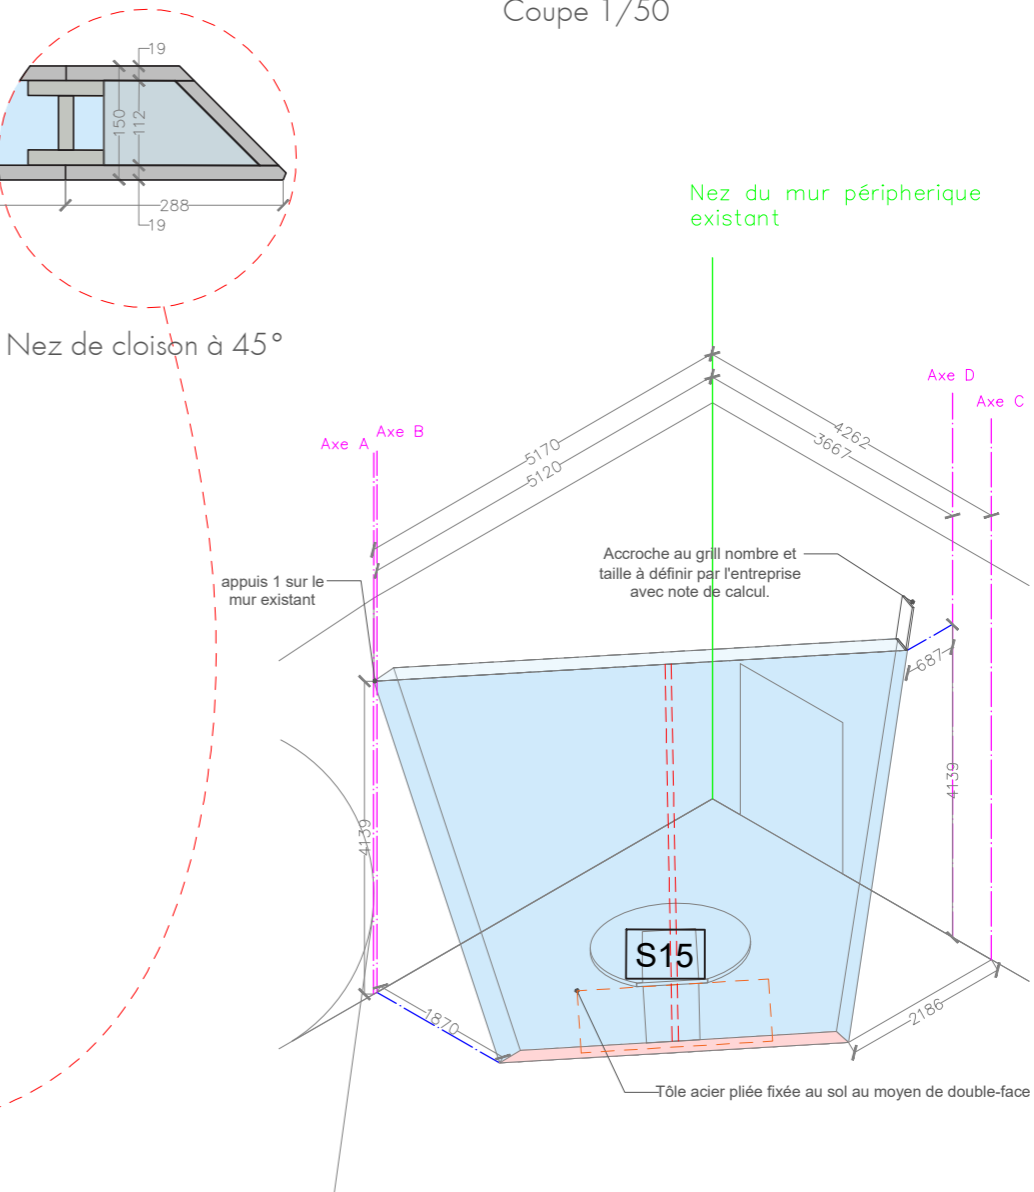 Coupe 1/50
19
150
112
288
19
Nez du mur péripherique
existant
Nez de cloison à 45°
Axe D
Axe C
Axe B
Axe A
5170
5120
4262
3667
Accroche au grill nombre et
taille à définir par l'entreprise
avec note de calcul.
appuis 1 sur le
mur existant
687
4139
4139
S15
1870
2186
Tôle acier pliée fixée au sol au moyen de double-face